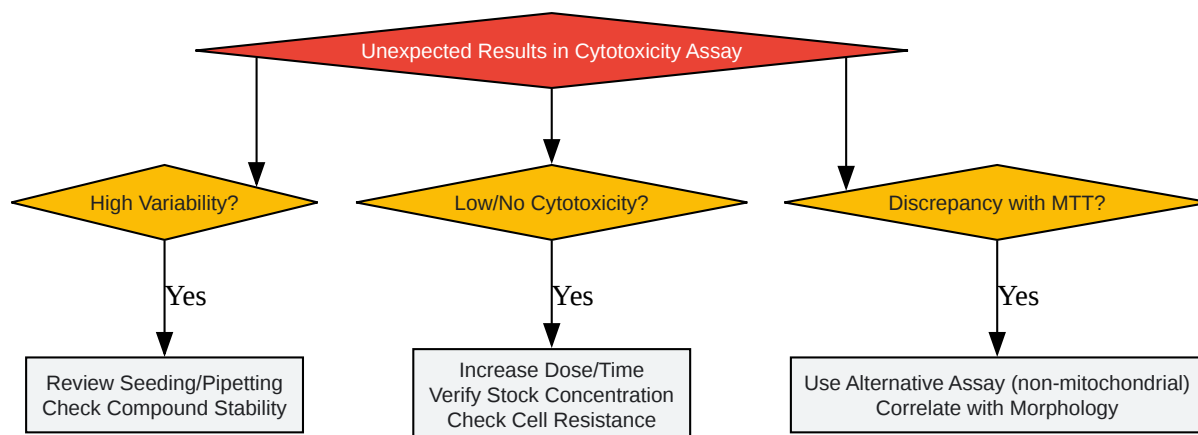 Unexpected Results in Cytotoxicity Assay
High Variability?
Low/No Cytotoxicity?
Discrepancy with MTT?
Yes
Yes
Yes
Review Seeding/Pipetting
Check Compound Stability
Increase Dose/Time
Verify Stock Concentration
Check Cell Resistance
Use Alternative Assay (non-mitochondrial)
Correlate with Morphology